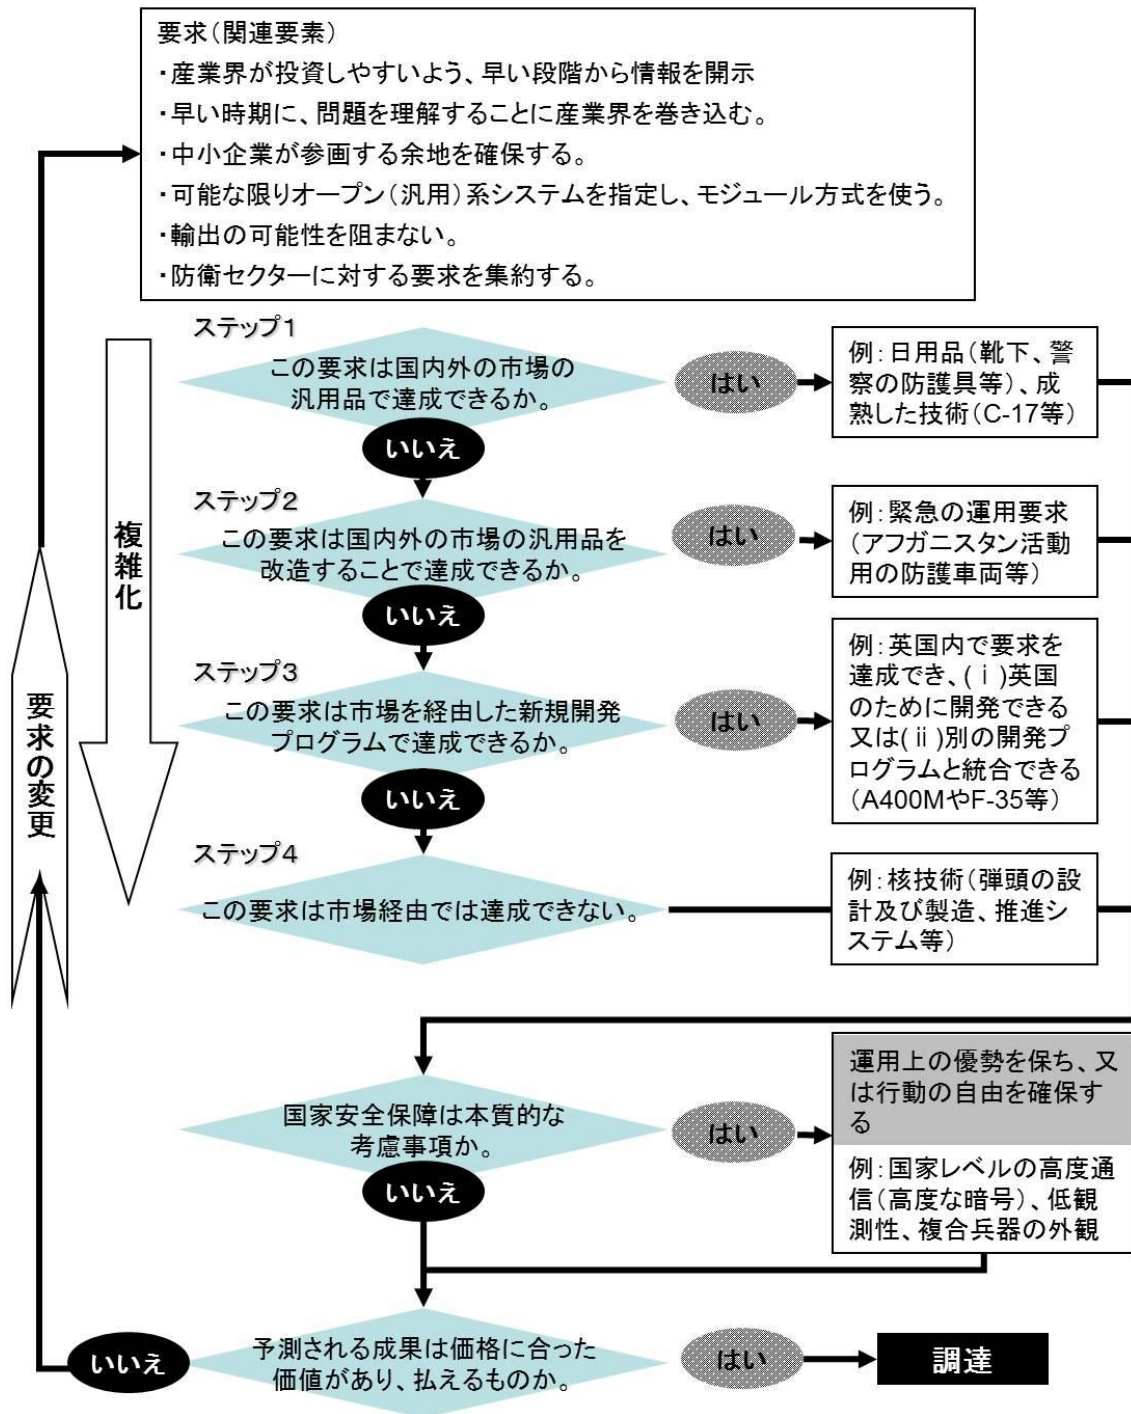 要求（関連要素）
・産業界が投資しやすいよう、早い段階から情報を開示
・早い時期に、問題を理解することに産業界を巻き込む。
・中小企業が参画する余地を確保する。
・可能な限りオープン（汎用）系システムを指定し、モジュール方式を使う。
・輸出の可能性を阻まない。
・防衛セクターに対する要求を集約する。
ステップ1
この要求は国内外の市場の
汎用品で達成できるか。
はい
例：日用品（靴下、警
察の防護具等）、成
熟した技術（C-17等）
いいえ
ステップ2
この要求は国内外の市場の汎用品を
改造することで達成できるか。
はい
例：緊急の運用要求
（アフガニスタン活動
用の防護車両等）
いいえ
複雑化
ステップ3
この要求は市場を経由した新規開発
プログラムで達成できるか。
はい
例：英国内で要求を
達成でき、(ⅰ)英国
のために開発できる
又は(ⅱ)別の開発プ
ログラムと統合できる
（A400MやF-35等）
いいえ
要求の変更
ステップ4
この要求は市場経由では達成できない。
例：核技術（弾頭の設
計及び製造、推進シ
ステム等）
国家安全保障は本質的な
考慮事項か。
はい
運用上の優勢を保ち、又
は行動の自由を確保す
る
例：国家レベルの高度通
信（高度な暗号）、低観
測性、複合兵器の外観
いいえ
予測される成果は価格に合った
価値があり、払えるものか。
いいえ
はい
調達